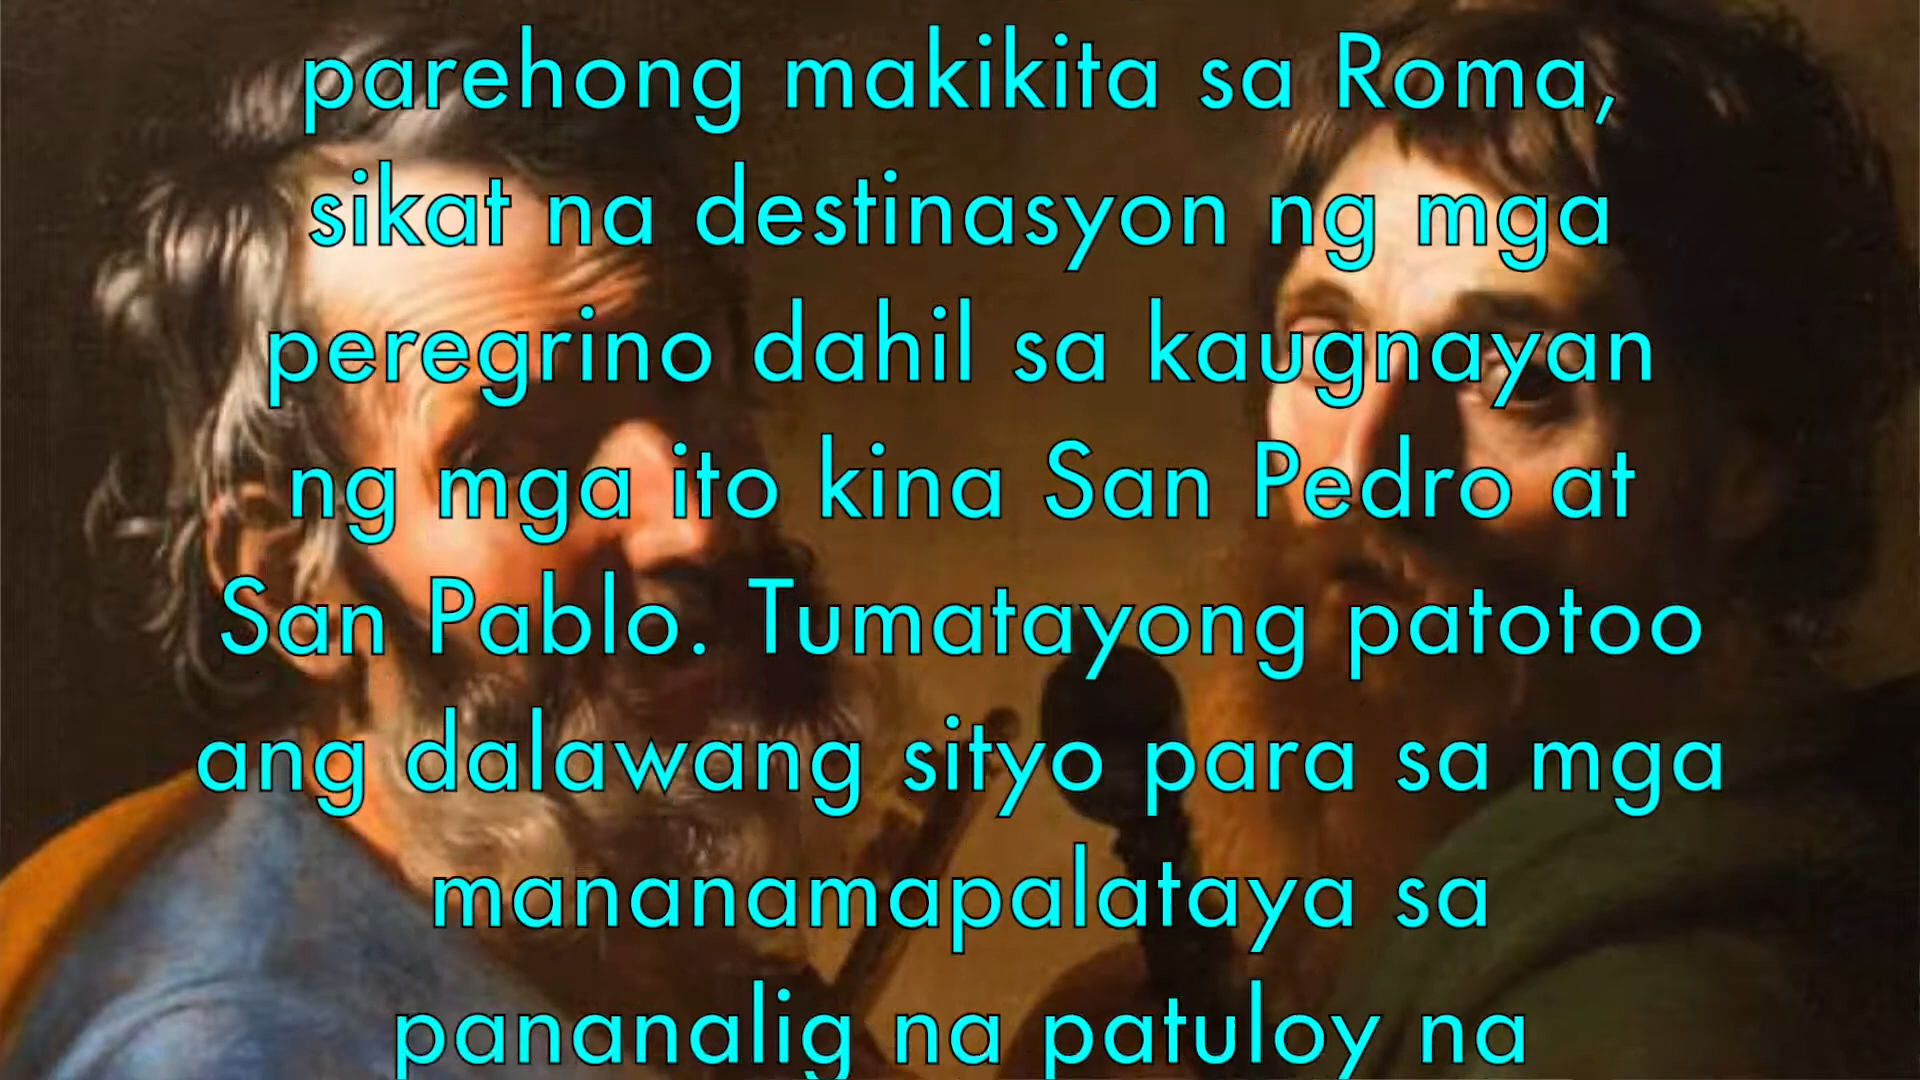 parehong makikita sa Roma,
sikat na destinasyon ng mga
peregrino dahil sa kaugnayan
ng mga ito kina San Pedro at
San Pablo. Tumatayong patotoo
ang dalawang sityo para sa mga
mananamapalataya sa
pananalig na patuloy na